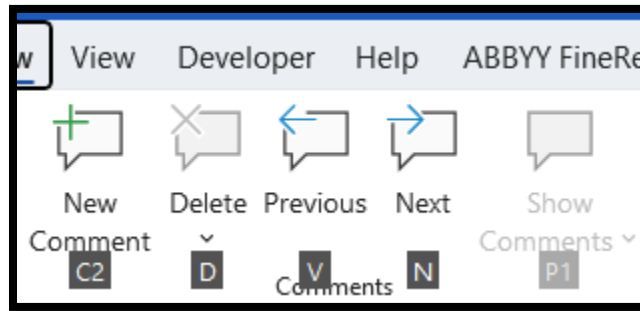 w View Developer Help ABBYY FineRe
New Comment
Delete
Previous
Next
Show Comments
C2 D V N P1
Comments